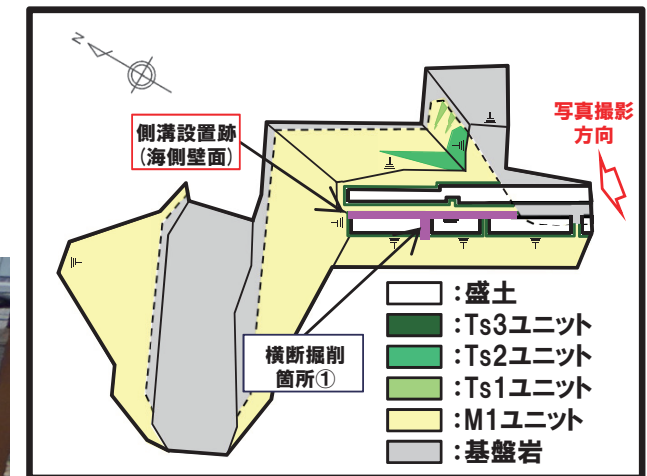 N
側溝設置跡
(海側壁面)
写真撮影
方向
横断掘削
箇所①
:盛土
:Ts3ユニット
:Ts2ユニット
:Ts1ユニット
:M1ユニット
:基盤岩